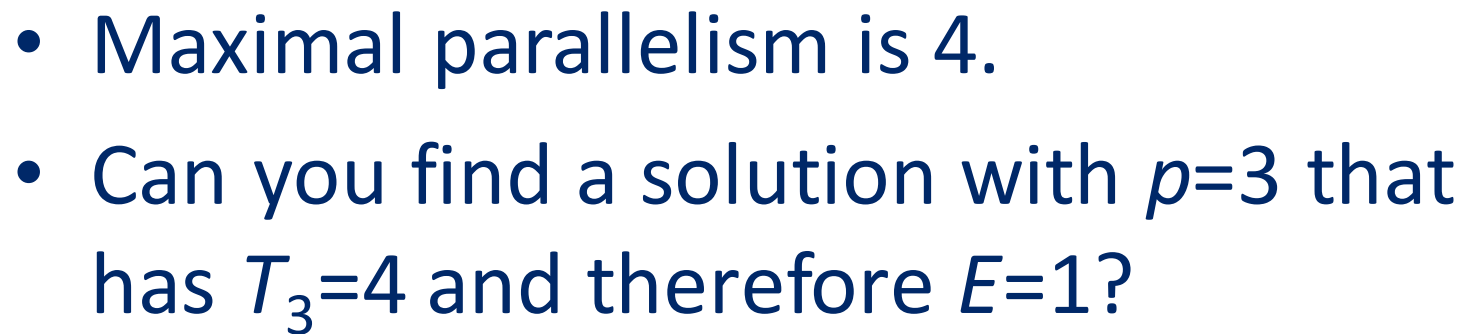 • Maximal parallelism is 4.
• Can you find a solution with p=3 that
has T₃=4 and therefore E=1?